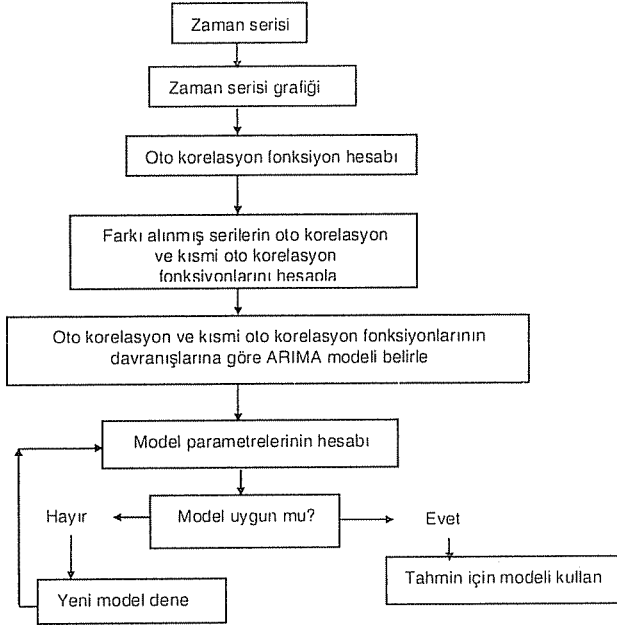 Zaman serisi
Zaman serisi grafiği
Oto korelasyon fonksiyon hesabı
Farkı alınmış serilerin oto korelasyon
ve kısmi oto korelasyon
fonksiyonlarını hesapla
Oto korelasyon ve kısmi oto korelasyon fonksiyonlarının
davranışlarına göre ARIMA modeli belirle
Model parametrelerinin hesabı
Hayır
Model uygun mu?
Evet
Yeni model dene
Tahmin için modeli kullan